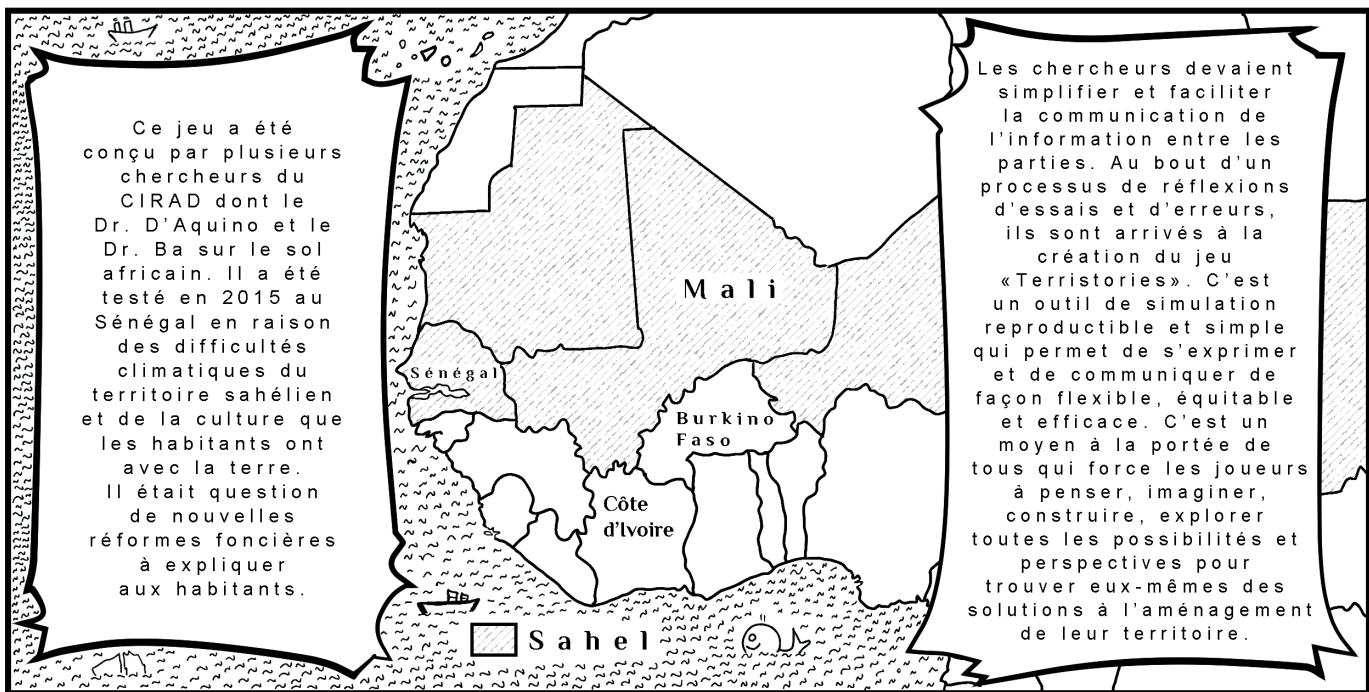 Ce jeu a été
conçu par plusieurs
chercheurs du
CIRAD dont le
Dr. D'Aquino et le
Dr. Ba sur le sol
africain. Il a été
testé en 2015 au
Sénégal en raison
des difficultés
climatiques du
territoire sahélien
et de la culture que
les habitants ont
avec la terre.
Il était question
de nouvelles
réformes foncières
à expliquer
aux habitants.
Mali
Sénégal
Burkino
Faso
Côte
d'Ivoire
Sahel
Les chercheurs devaient
simplifier et faciliter
la communication de
l'information entre les
parties. Au bout d'un
processus de réflexions
d'essais et d'erreurs,
ils sont arrivés à la
création du jeu
«Terristories». C'est
un outil de simulation
reproductible et simple
qui permet de s'exprimer
et de communiquer de
façon flexible, équitable
et efficace. C'est un
moyen à la portée de
tous qui force les joueurs
à penser, imaginer,
construire, explorer
toutes les possibilités et
perspectives pour
trouver eux-mêmes des
solutions à l'aménagement
de leur territoire.